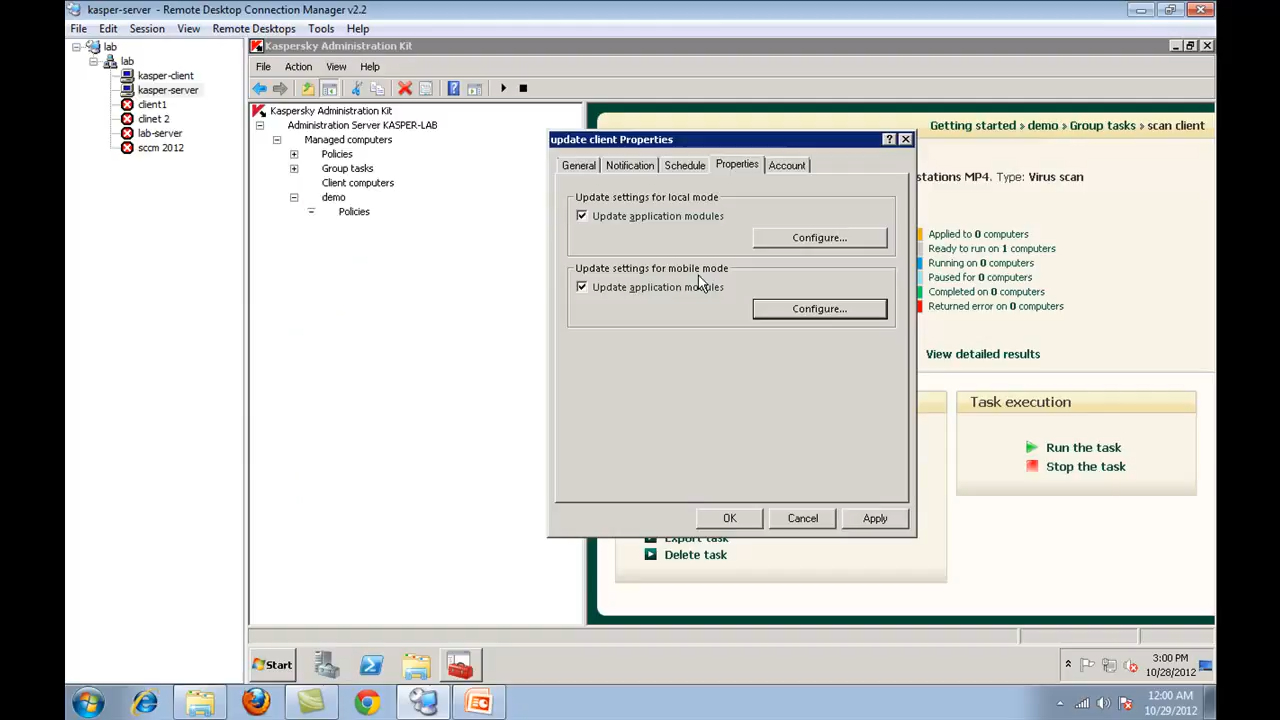 kasper-server - Remote Desktop Connection Manager v2.2
File Edit Session View Remote Desktops Tools Help
lab
lab
kasper-client
kasper-server
client1
clinet 2
lab-server
sccm 2012
Kaspersky Administration Kit
File Action View Help
Kaspersky Administration Kit
Administration Server KASPER-LAB
Managed computers
Policies
Group tasks
Client computers
demo
Policies
Getting started › demo › Group tasks › scan client
stations MP4. Type: Virus scan
Applied to 0 computers
Ready to run on 1 computers
Running on 0 computers
Paused for 0 computers
Completed on 0 computers
Returned error on 0 computers
View detailed results
Task execution
Run the task
Stop the task
Export task
Delete task
update client Properties
General Notification Schedule Properties Account
Update settings for local mode
Update application modules
Configure...
Update settings for mobile mode
Update application modules
Configure...
OK Cancel Apply
Start
3:00 PM
10/28/2012
12:00 AM
10/29/2012